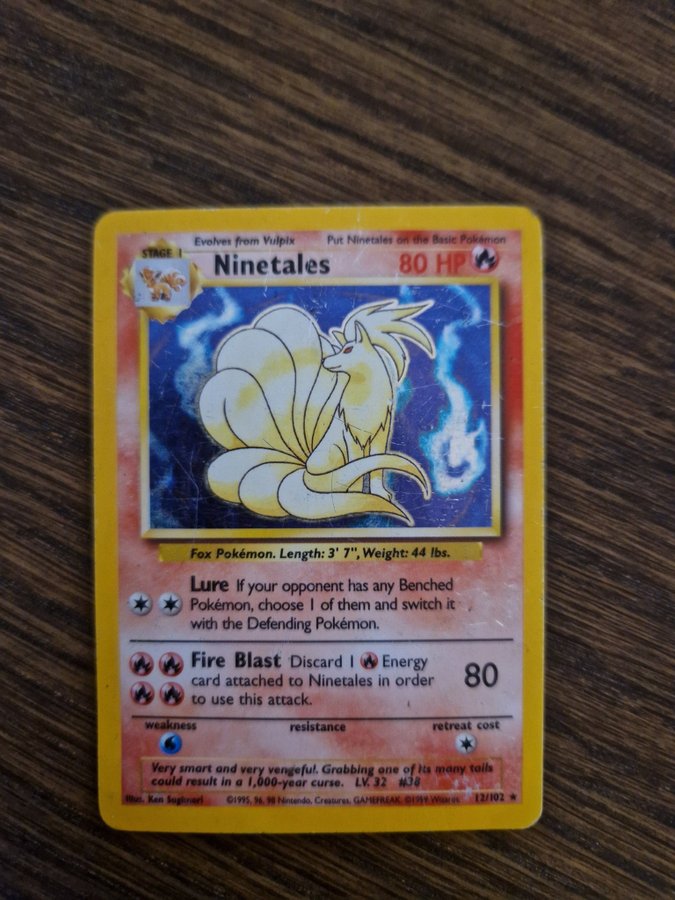 Evolves from Vulpix Put Ninetales on the Basic Pokémon
STAGE 1 Ninetales 80 HP
Fox Pokémon. Length: 3' 7", Weight: 44 lbs.
Lure If your opponent has any Benched
Pokémon, choose 1 of them and switch it
with the Defending Pokémon.
Fire Blast Discard 1 Energy
card attached to Ninetales in order 80
to use this attack.
weakness resistance retreat cost
Very smart and very vengeful. Grabbing one of its many tails
could result in a 1,000-year curse. LV. 32 #38
Illus. Ken Sugimori ©1995, 96, 98 Nintendo, Creatures, GAMEFREAK. ©1999 Wizards. 12/102